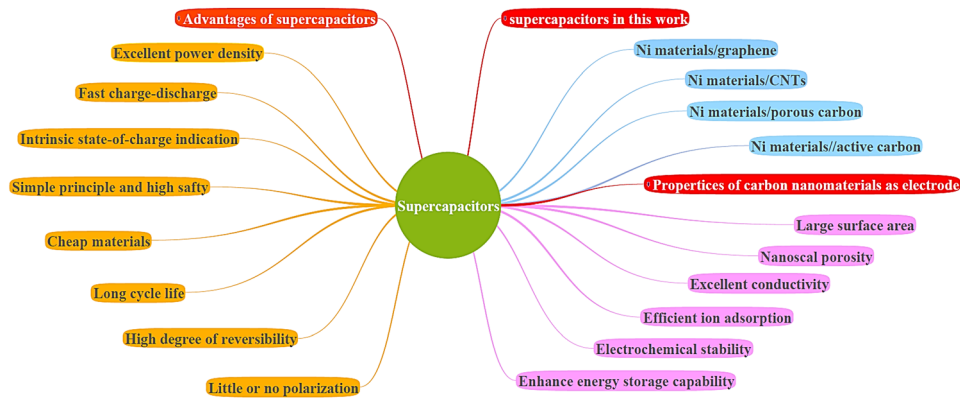 Advantages of supercapacitors
Excellent power density
Fast charge-discharge
Intrinsic state-of-charge indication
Simple principle and high safty
Cheap materials
Long cycle life
High degree of reversibility
Little or no polarization
Supercapacitors
supercapacitors in this work
Ni materials/graphene
Ni materials/CNTs
Ni materials/porous carbon
Ni materials//active carbon
Propertices of carbon nanomaterials as electrode
Large surface area
Nanoscal porosity
Excellent conductivity
Efficient ion adsorption
Electrochemical stability
Enhance energy storage capability